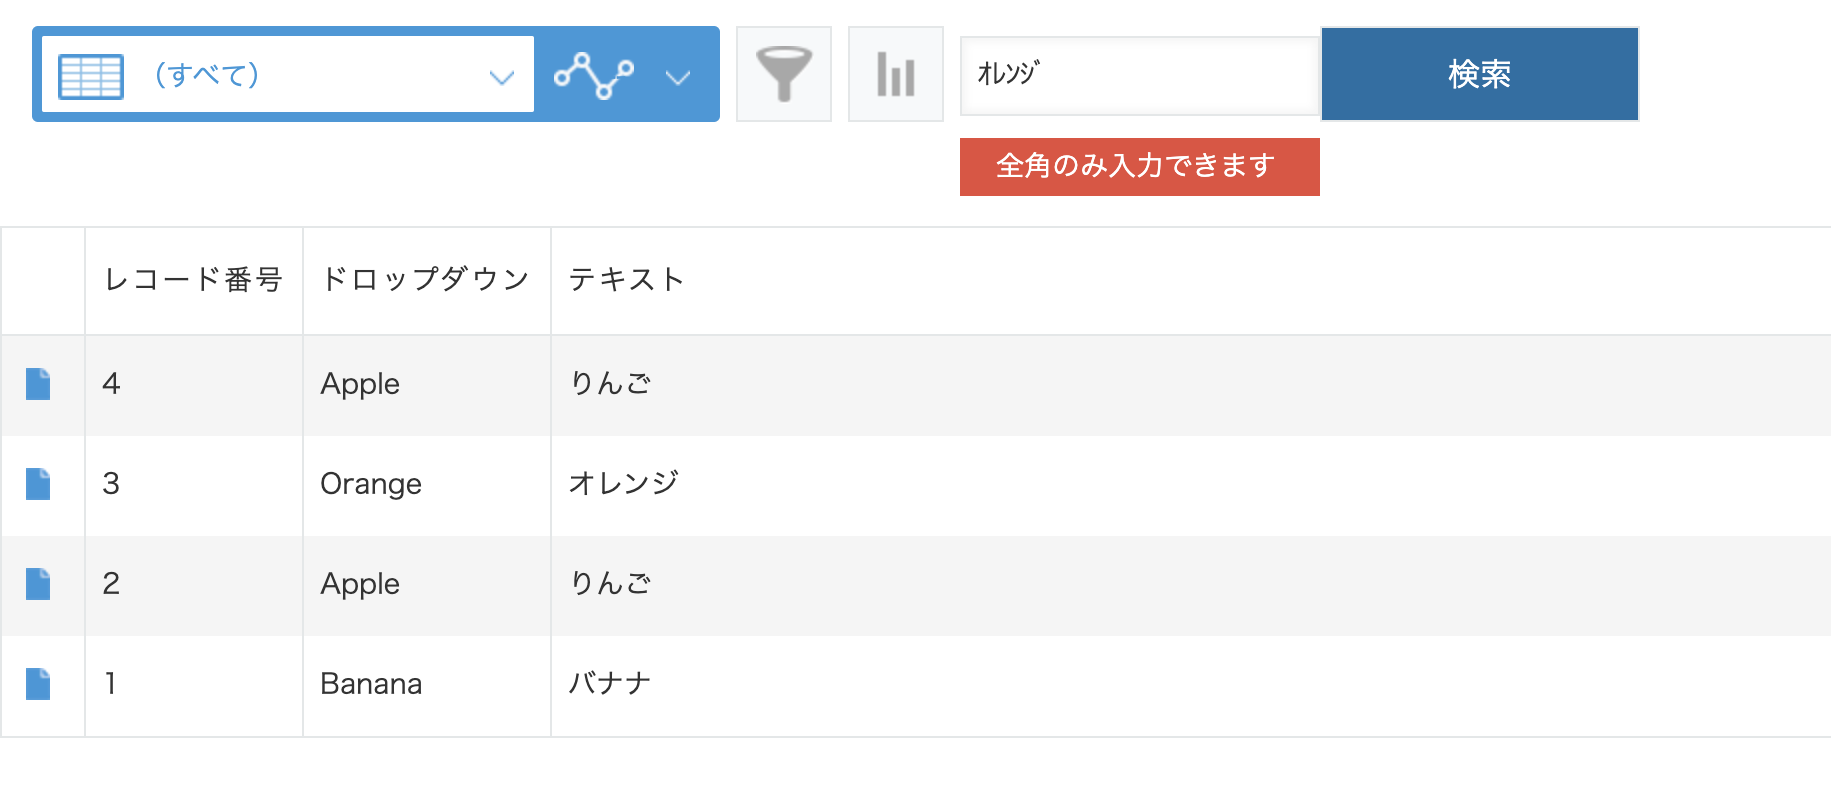 (すべて)
ｵﾚﾝｼﾞ
検索
全角のみ入力できます
レコード番号 ドロップダウン テキスト
4 Apple りんご
3 Orange オレンジ
2 Apple りんご
1 Banana バナナ